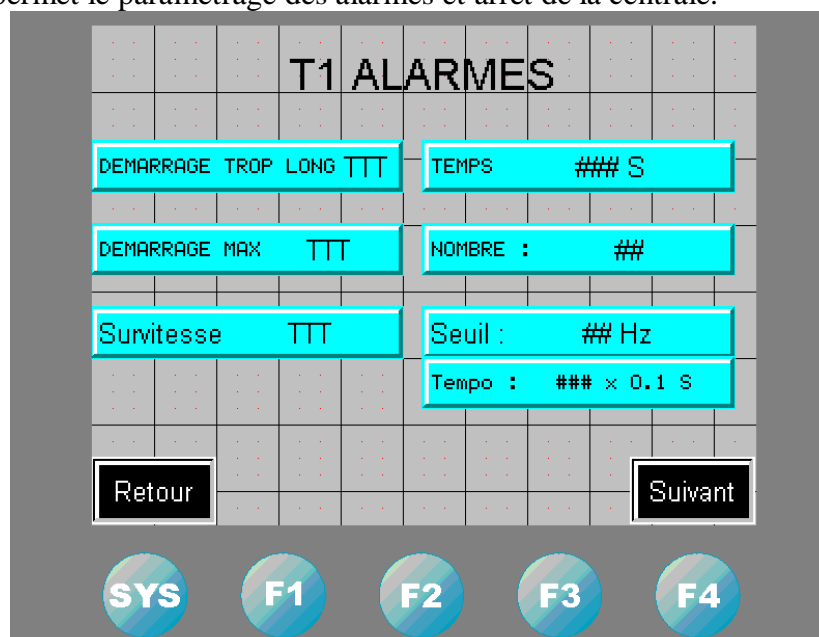 permet le paramétrage des alarmes et arrêt de la centrale.
T1 ALARMES
DEMARRAGE TROP LONG TTT TEMPS ### S
DEMARRAGE MAX TTT NOMBRE : ##
Survitesse TTT Seuil : ## Hz
Tempo : ### x 0.1 S
Retour Suivant
SYS F1 F2 F3 F4